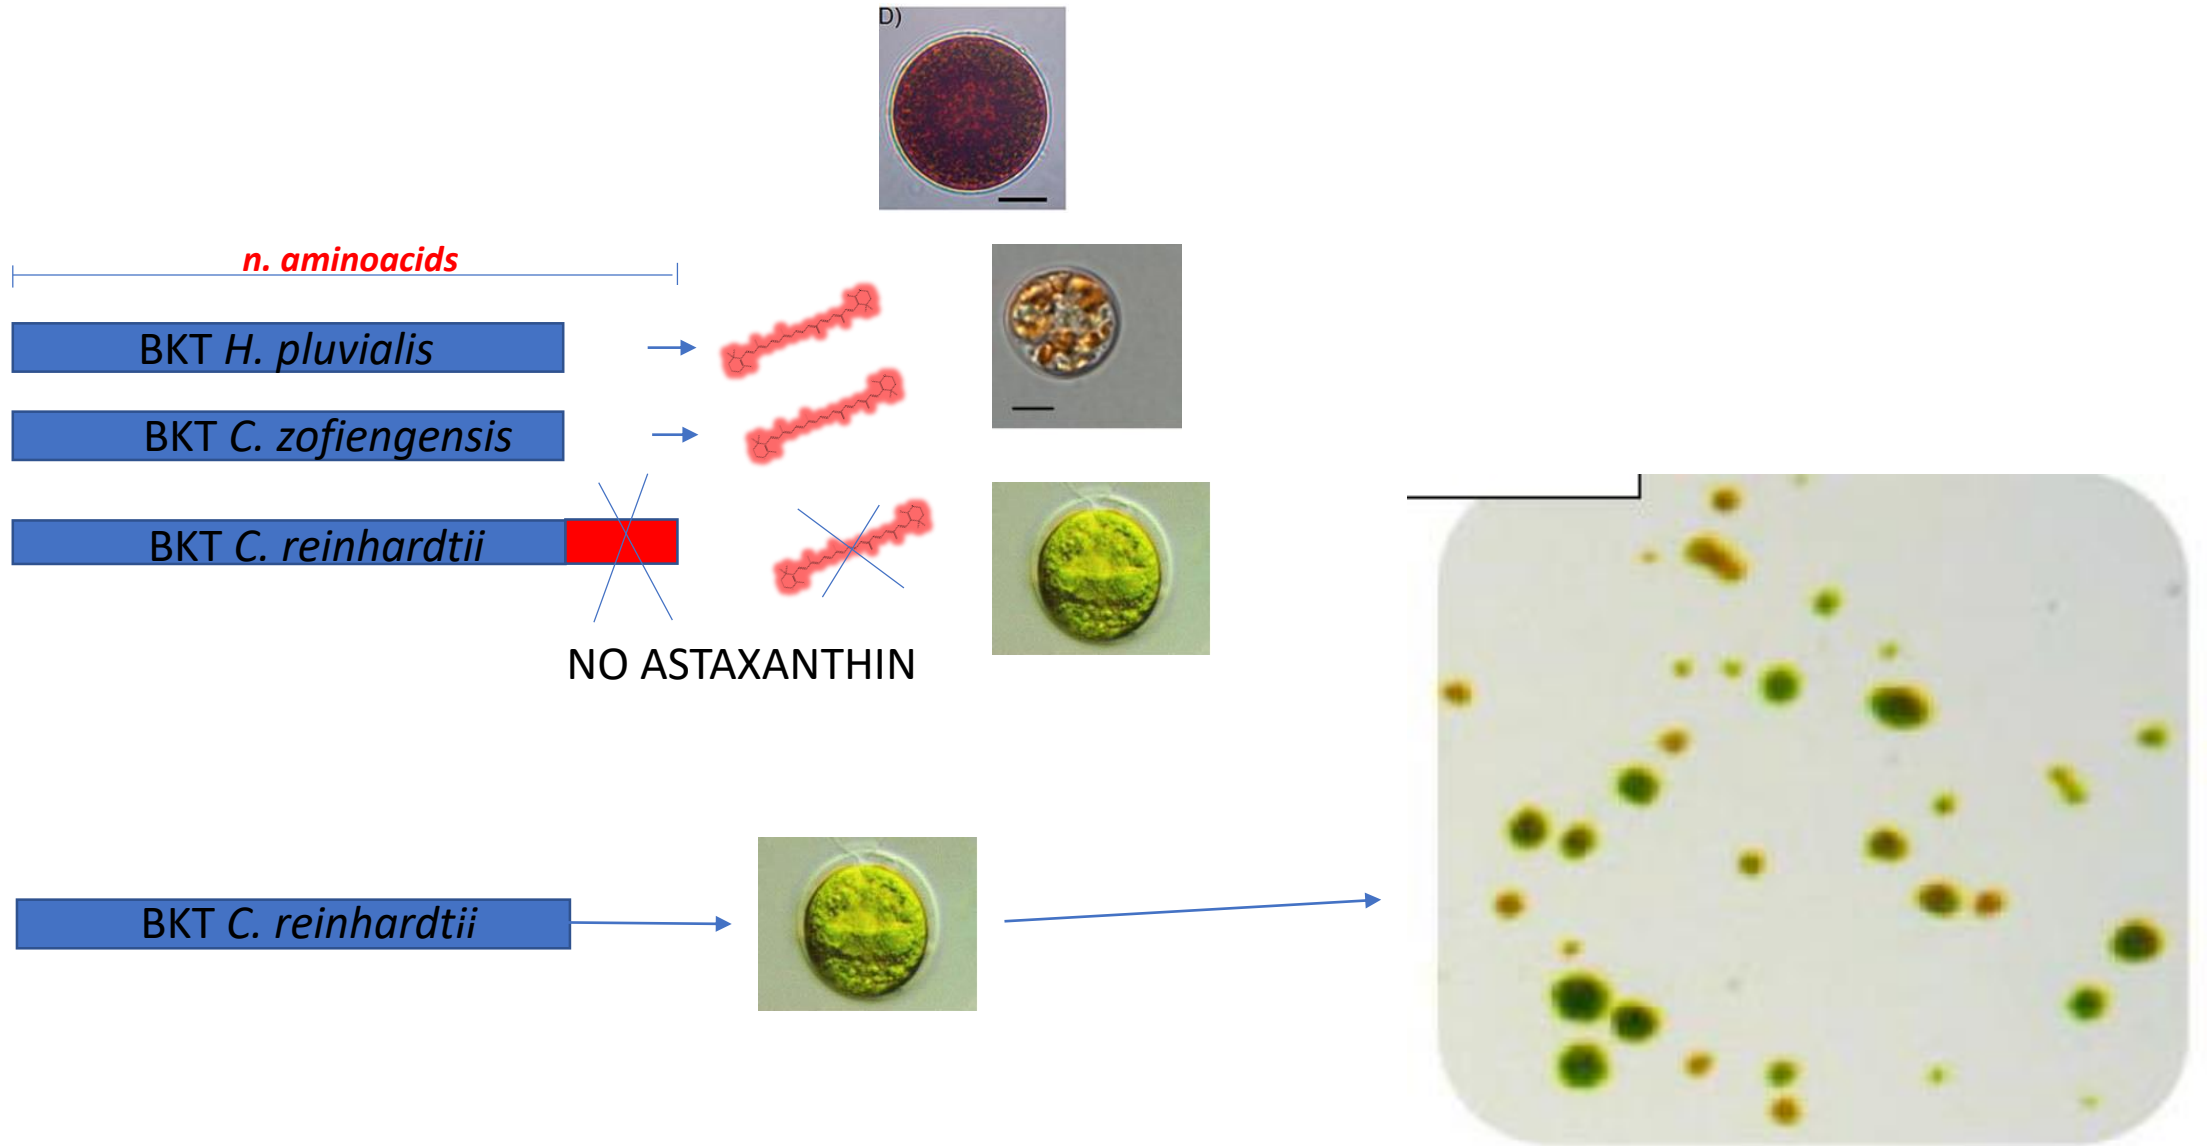 D)
n. aminoacids
BKT H. pluvialis
BKT C. zofiengensis
BKT C. reinhardtii
NO ASTAXANTHIN
BKT C. reinhardtii